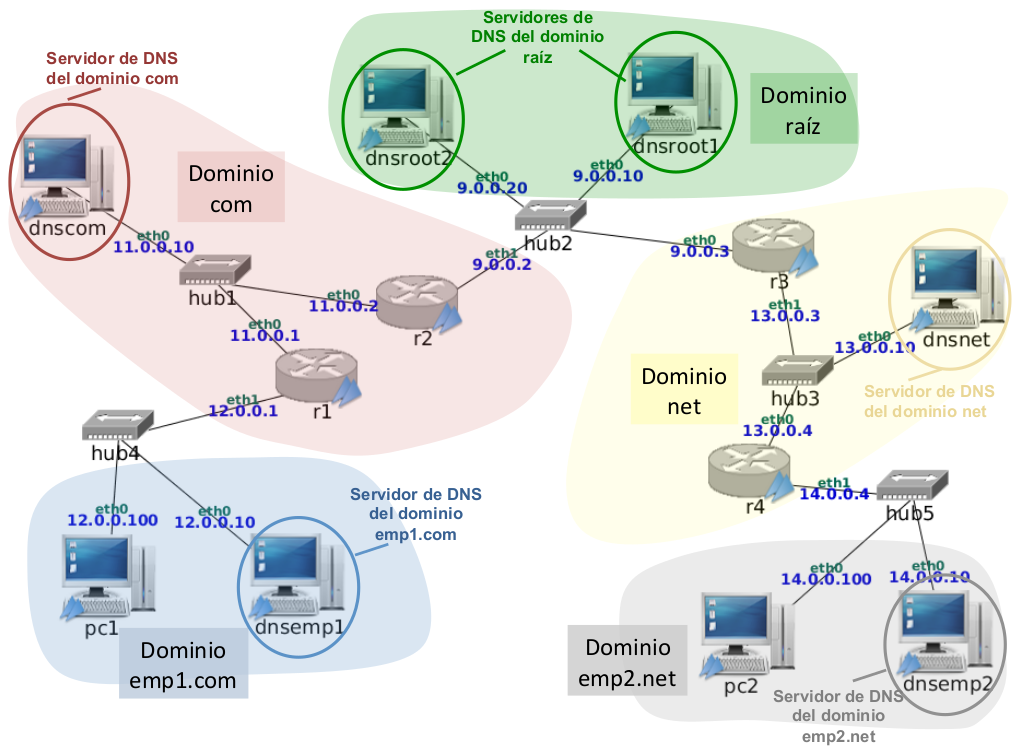 Servidores de
DNS del dominio
raíz
Servidor de DNS
del dominio com
Dominio
raíz
dnsroot2
dnsroot1
eth0
9.0.0.20
eth0
9.0.0.10
Dominio
com
dnscom
eth0
11.0.0.10
hub2
hub1
eth1
9.0.0.2
eth0
9.0.0.3
r3
eth0
11.0.0.2
r2
eth0
11.0.0.1
eth1
13.0.0.3
dnsnet
eth0
13.0.0.10
r1
eth1
12.0.0.1
Dominio
net
hub3
Servidor de DNS
del dominio net
eth0
13.0.0.4
hub4
r4
eth1
14.0.0.4
hub5
Servidor de DNS
del dominio
emp1.com
eth0
12.0.0.100
eth0
12.0.0.10
pc1
dnsemp1
Dominio
emp1.com
eth0
14.0.0.100
eth0
14.0.0.10
Dominio
emp2.net
pc2
dnsemp2
Servidor de DNS
del dominio
emp2.net